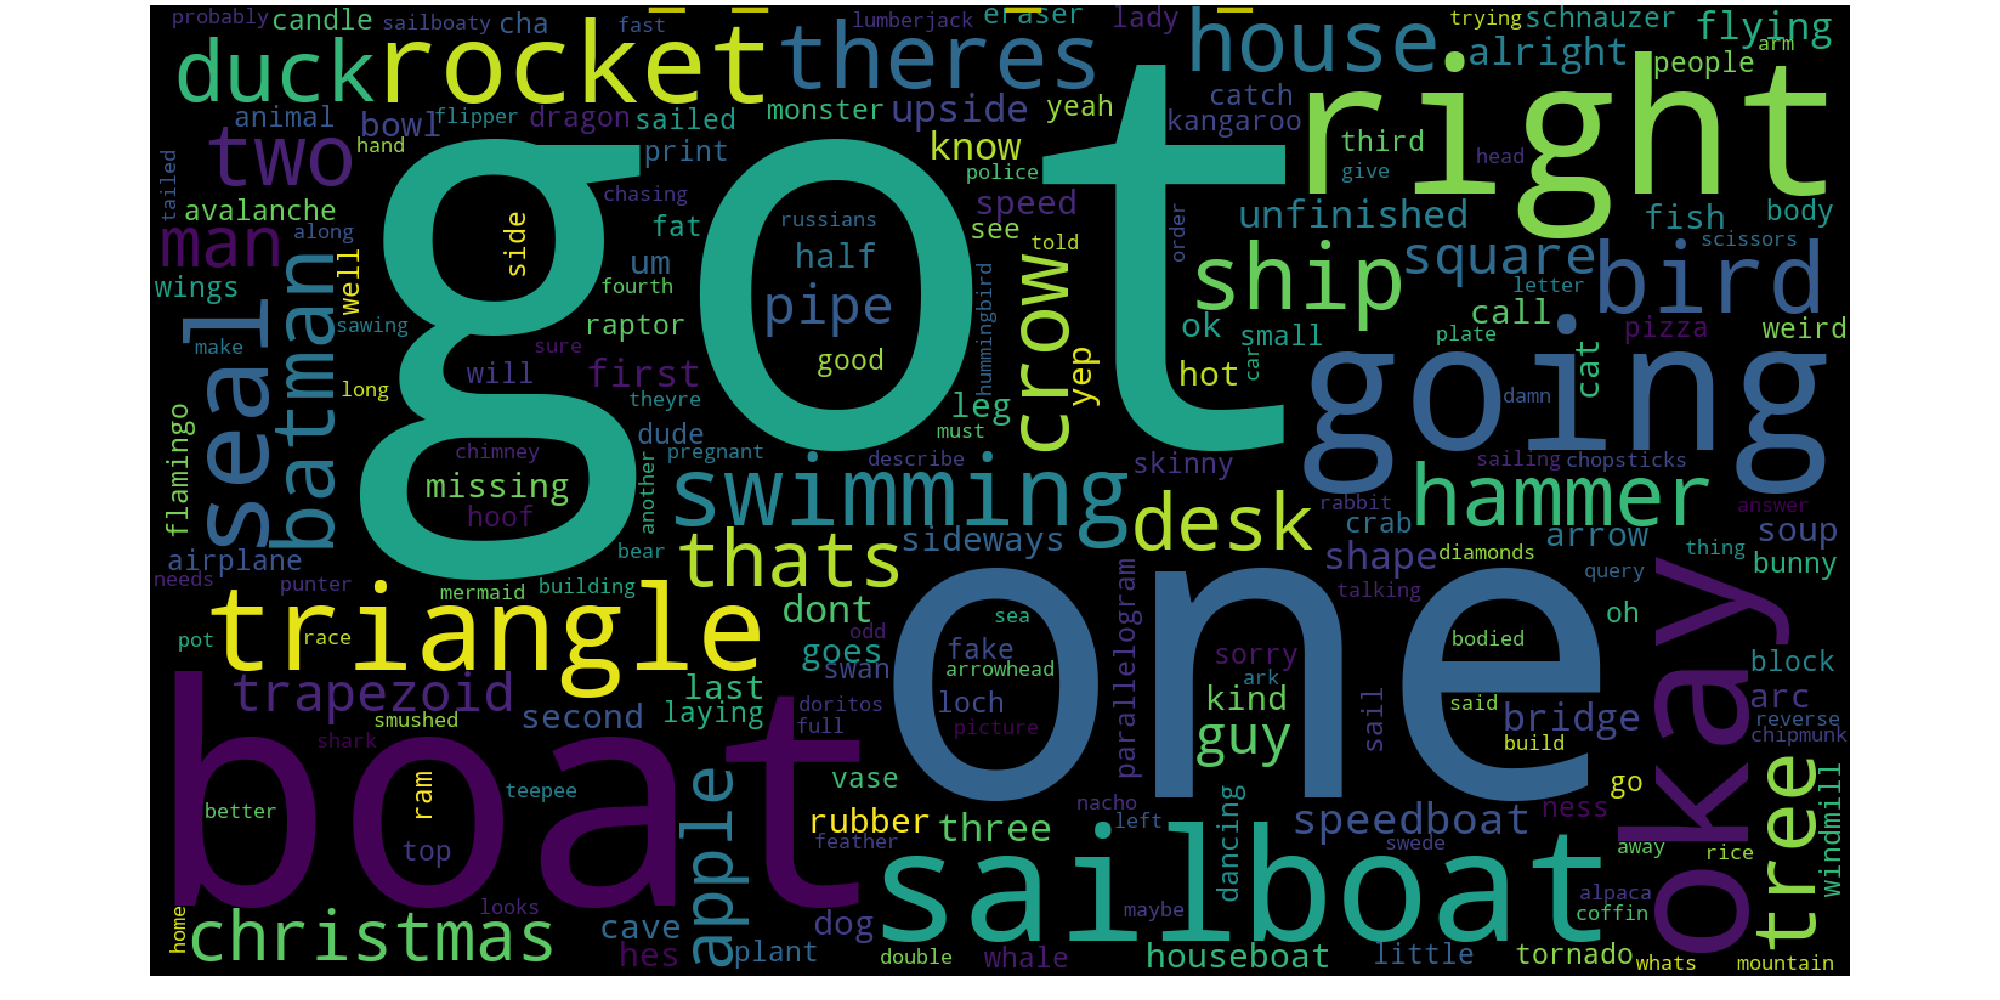 probably candle sailboaty cha fast lumberjack eraser lady trying schnauzer flying
duck rocket theres house alright people arm
animal bowl flipper dragon sailed monster upside yeah catch kangaroo right
two hand print know police third give head
tailed avalanche chasing fat russians speed see told order unfinished fish body
man along side half um crow ship square scissors bird
wings well fourth pipe hummingbird letter
seal batman sawing raptor got ok small call plate pizza weird
make sure good yep hot car cat going
long will first theyre leg damn
flamingo chimney dude pregnant must describe skinny sailing chopsticks
missing another swimming rabbit answer hammer
hoof crab soup
airplane bear thats sideways desk shape arrow diamonds thing bunny
needs punter mermaid building parallelogram talking query
triangle race dont sea oh okay
pot odd goes fake bodied
swan arrowhead sorry ark block
trapezoid last doritos loch kind sail said arc
smushed second laying full picture one guy bridge reverse
shark build chipmunk
boat ram teepee apple vase go tree windmill
better rubber three nacho left dancing speedboat ness
top feather swede away rice
home looks sailboat maybe alpaca coffin
christmas cave dog
hes plant double whale houseboat little tornado whats mountain